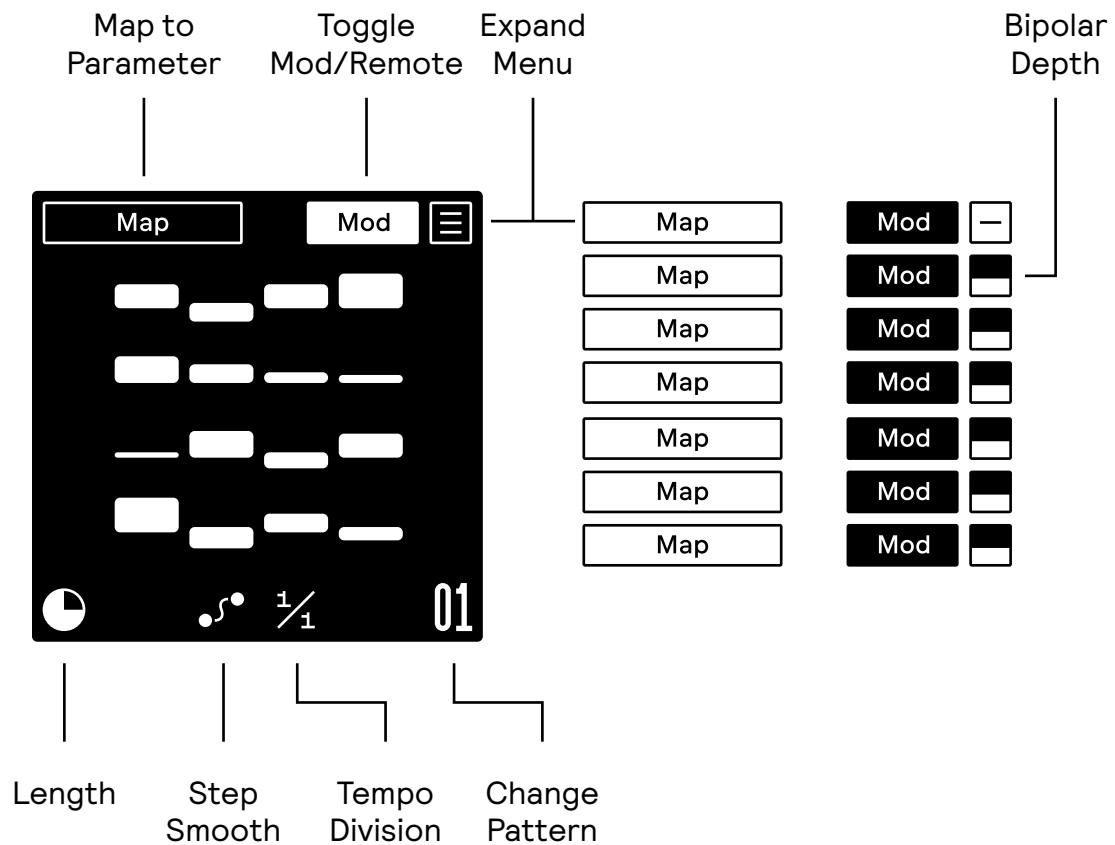 Map to
Parameter
Toggle
Mod/Remote
Expand
Menu
Bipolar
Depth
Map
Mod
Map
Mod
Map
Mod
Map
Mod
Map
Mod
Map
Mod
Map
Mod
Map
Mod
1/1
01
Length
Step
Smooth
Tempo
Division
Change
Pattern